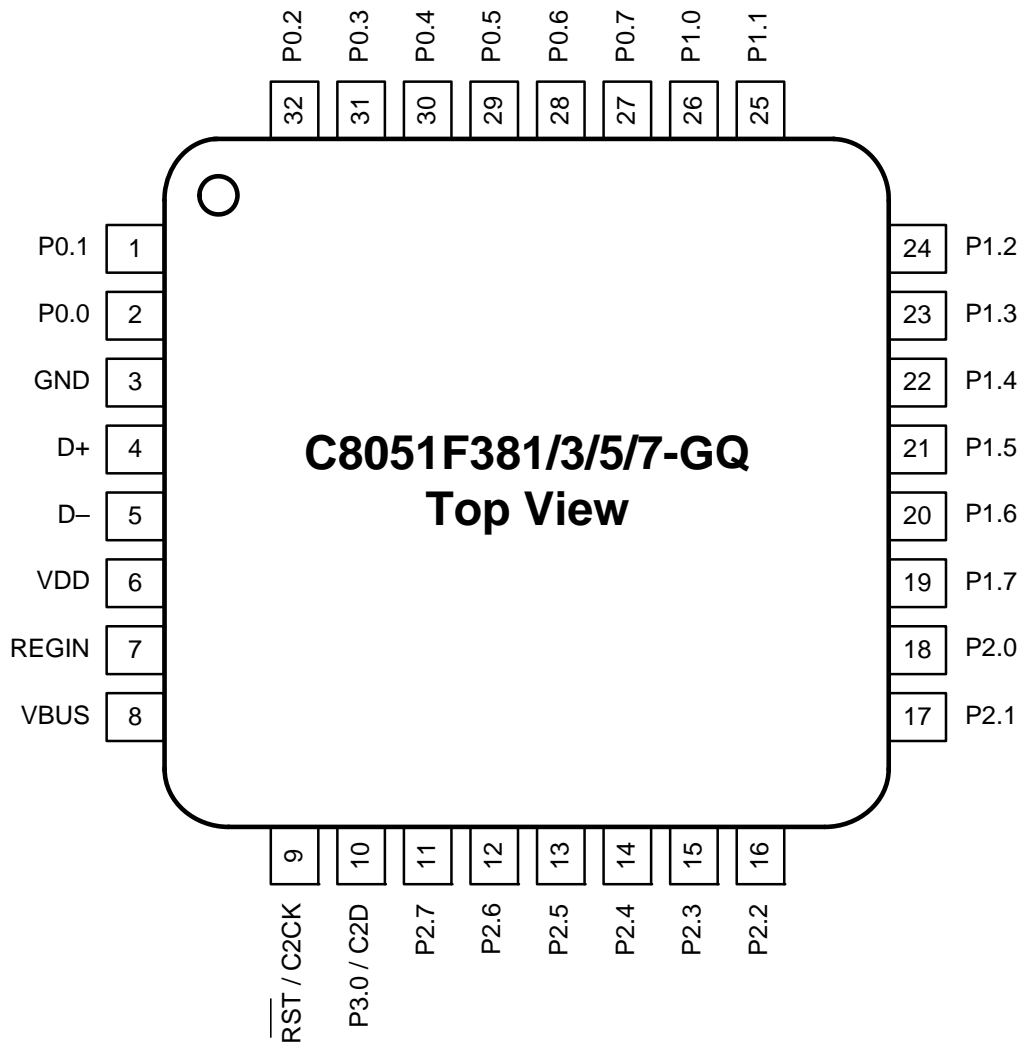 P0.2
P0.3
P0.4
P0.5
P0.6
P0.7
P1.0
P1.1
32
31
30
29
28
27
26
25
P0.1 1
P0.0 2
GND 3
D+ 4
D– 5
VDD 6
REGIN 7
VBUS 8
C8051F381/3/5/7-GQ
Top View
24 P1.2
23 P1.3
22 P1.4
21 P1.5
20 P1.6
19 P1.7
18 P2.0
17 P2.1
9
10
11
12
13
14
15
16
RST / C2CK
P3.0 / C2D
P2.7
P2.6
P2.5
P2.4
P2.3
P2.2